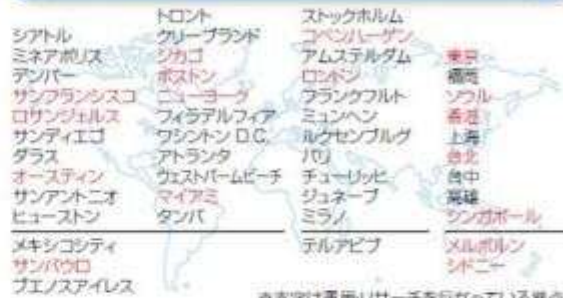 シアトル
ミネアポリス
デンバー
サンフランシスコ
ロサンジェルス
サンディエゴ
ダラス
オースティン
サンアントニオ
ヒューストン
メキシコシティ
サンパウロ
ブエノスアイレス
トロント
クリーブランド
シカゴ
ボストン
ニューヨーク
フィラデルフィア
ワシントン D.C.
アトランタ
ウェストパームビーチ
マイアミ
タンパ
ストックホルム
コペンハーゲン
アムステルダム
ロンドン
フランクフルト
ミュンヘン
ルクセンブルグ
パリ
チューリッヒ
ジュネーブ
ミラノ
テルアビブ
東京
福岡
ソウル
香港
上海
台北
台中
高雄
シンガポール
メルボルン
シドニー